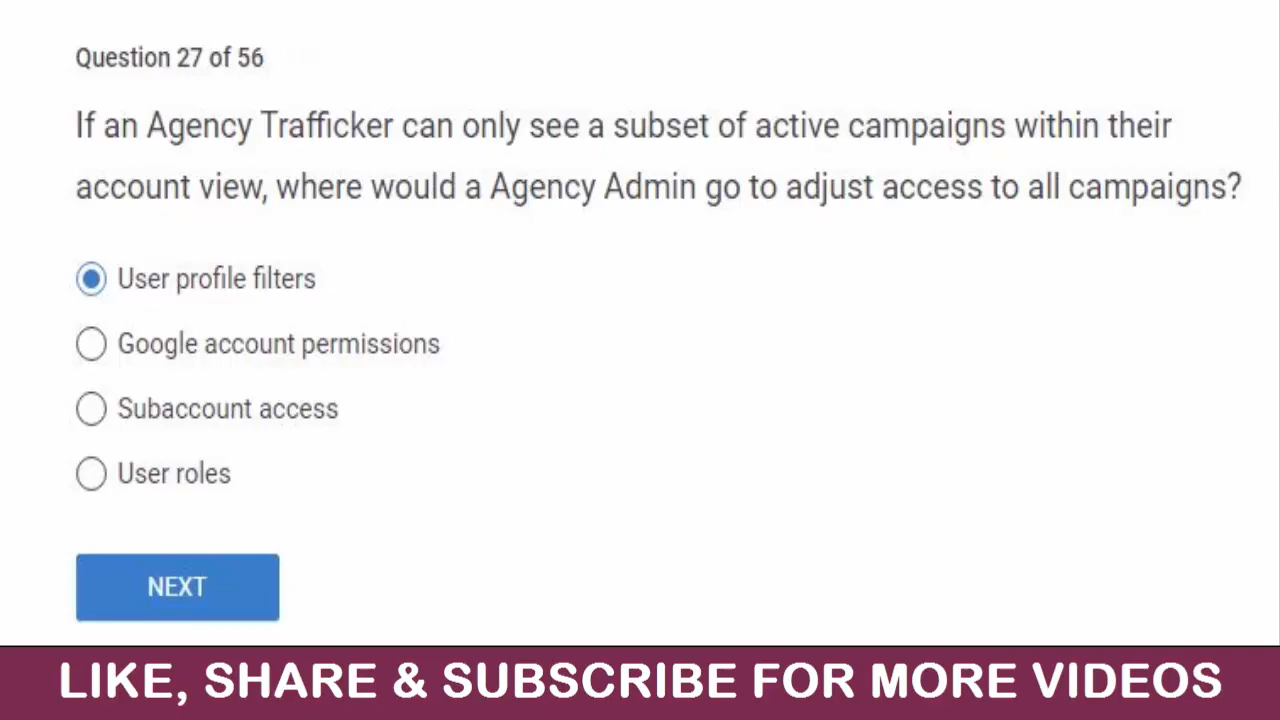 Question 27 of 56
If an Agency Trafficker can only see a subset of active campaigns within their
account view, where would a Agency Admin go to adjust access to all campaigns?
User profile filters
Google account permissions
Subaccount access
User roles
NEXT
LIKE, SHARE & SUBSCRIBE FOR MORE VIDEOS